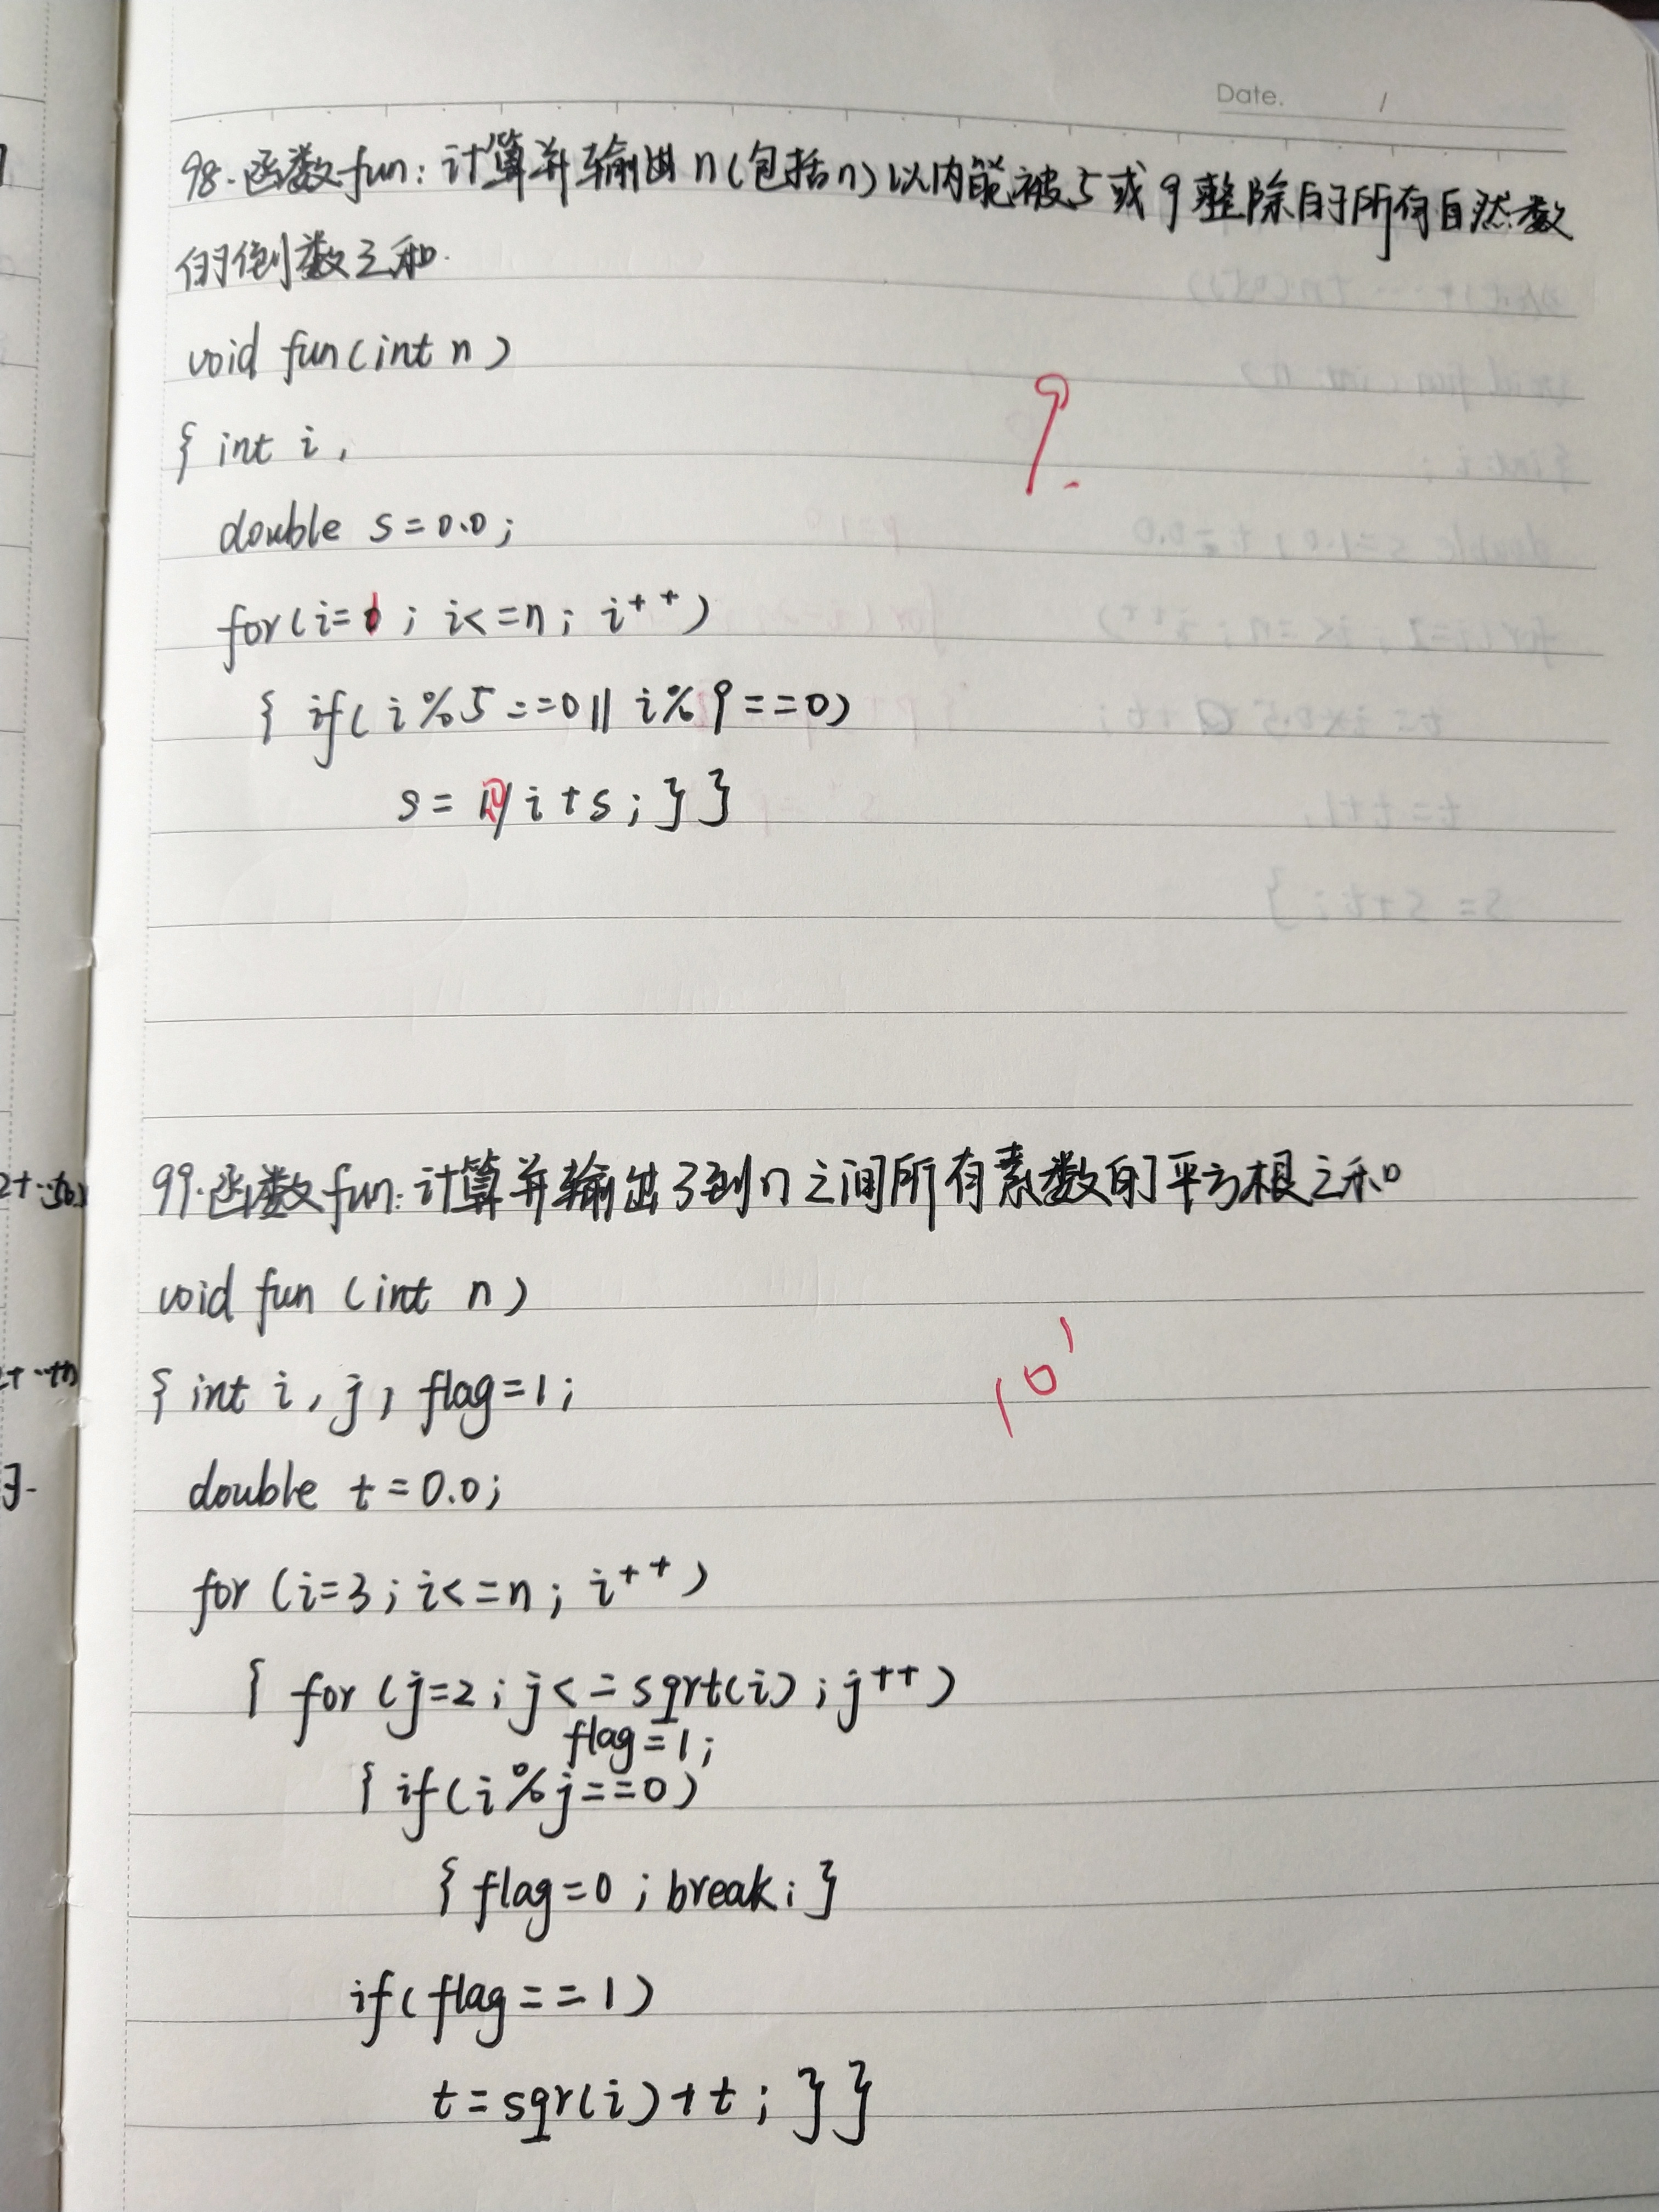 Date. /
98.函数fun:计算并输出n(包括n)以内能被5或9整除的所有自然数
的倒数之和.
void fun(int n)
{ int i,
9.
double s=0.0;
for(i=1; i<=n; i++)
{ if(i%5==0||i%9==0)
s= /i+s;}}
99.函数fun:计算并输出3到n之间所有素数的平方根之和。
void fun (int n)
10'
{ int i, j, flag=1;
double t=0.0;
for (i=3; i<=n; i++)
{ for (j=2; j<=sqrt(i); j++)
flag=1;
{ if(i%j==0)
{ flag=0; break; }
if(flag==1)
t=sqr(i)+t; }}